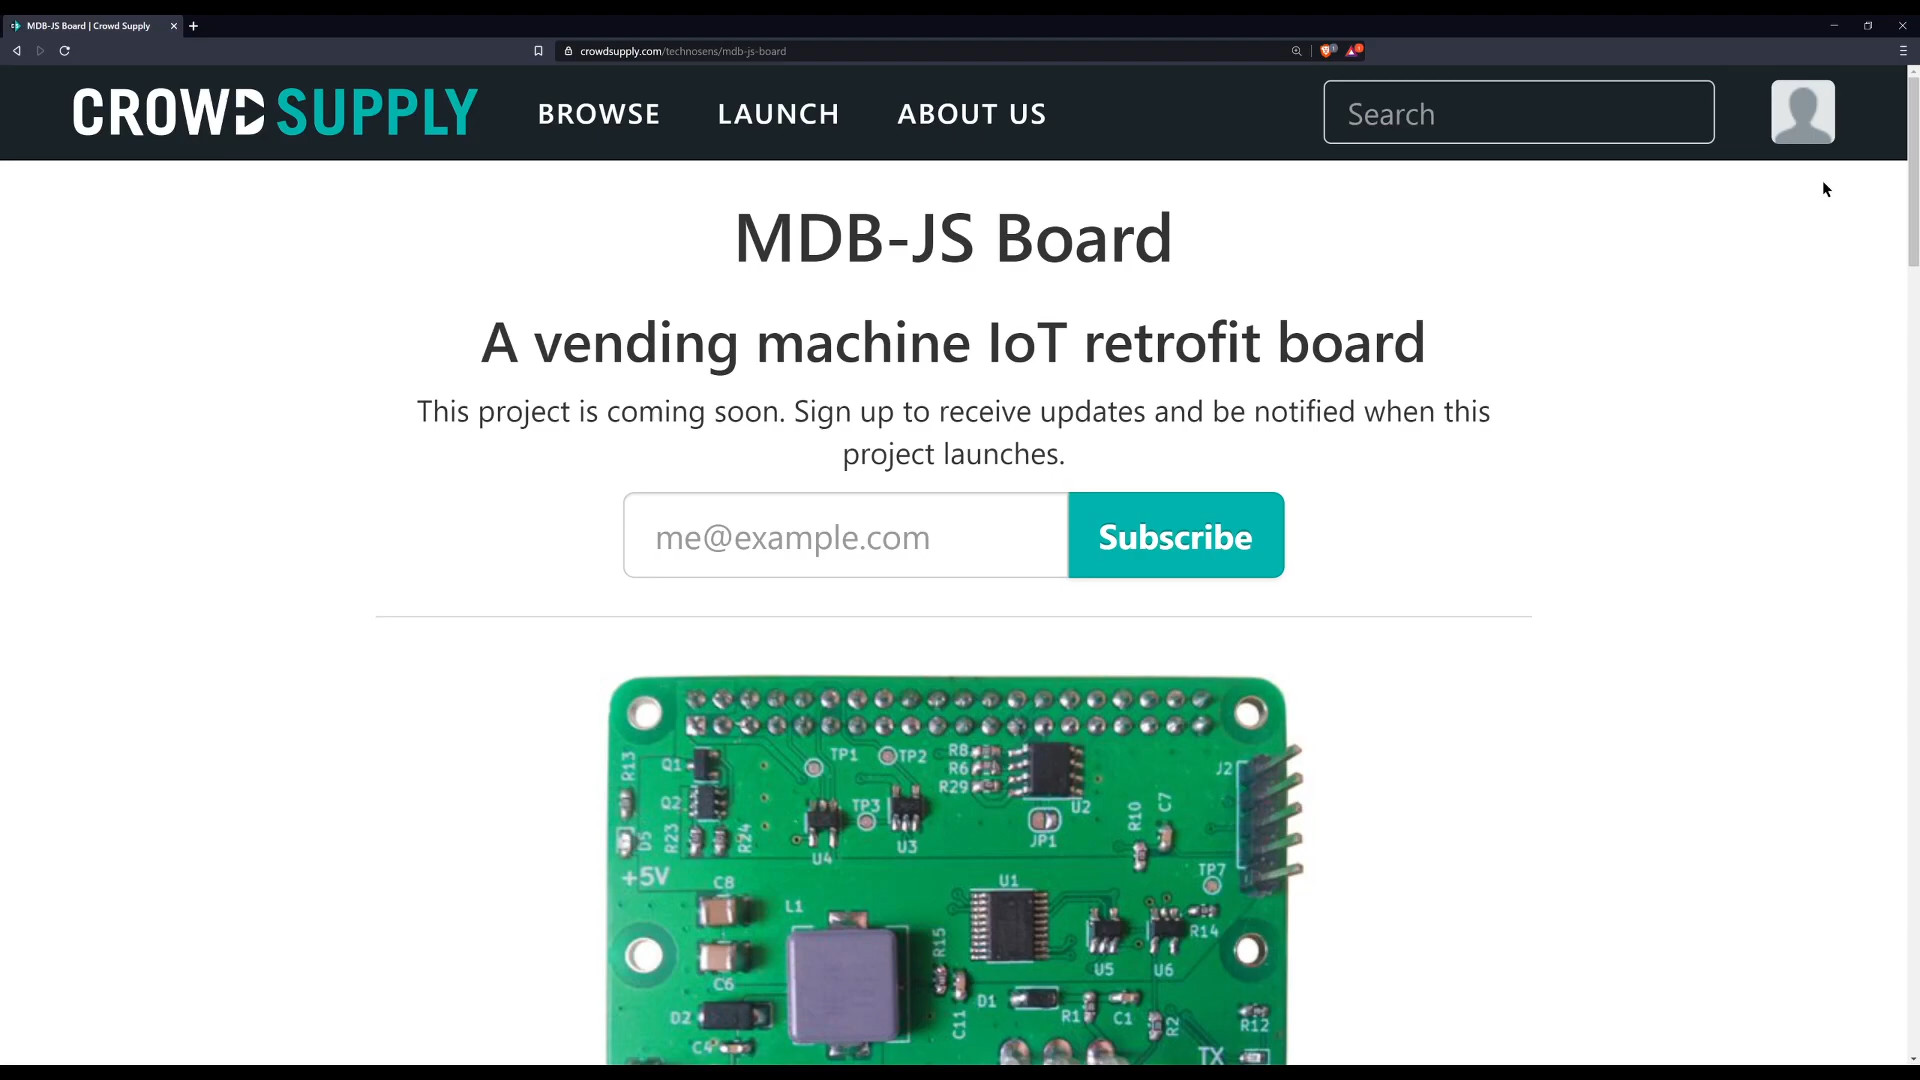 MDB-JS Board | Crowd Supply
crowdsupply.com/technosens/mdb-js-board
CROWD SUPPLY
BROWSE
LAUNCH
ABOUT US
Search
MDB-JS Board
A vending machine IoT retrofit board
This project is coming soon. Sign up to receive updates and be notified when this
project launches.
me@example.com
Subscribe
R13
Q1
TP1
TP2
R8
R6
R29
J2
Q2
TP3
U2
R10
C7
D5
R23
R24
U4
U3
JP1
+5V
C8
L1
U1
TP7
R15
R14
C6
U5
U6
D2
C11
D1
R1
C1
R2
R12
C4
TX